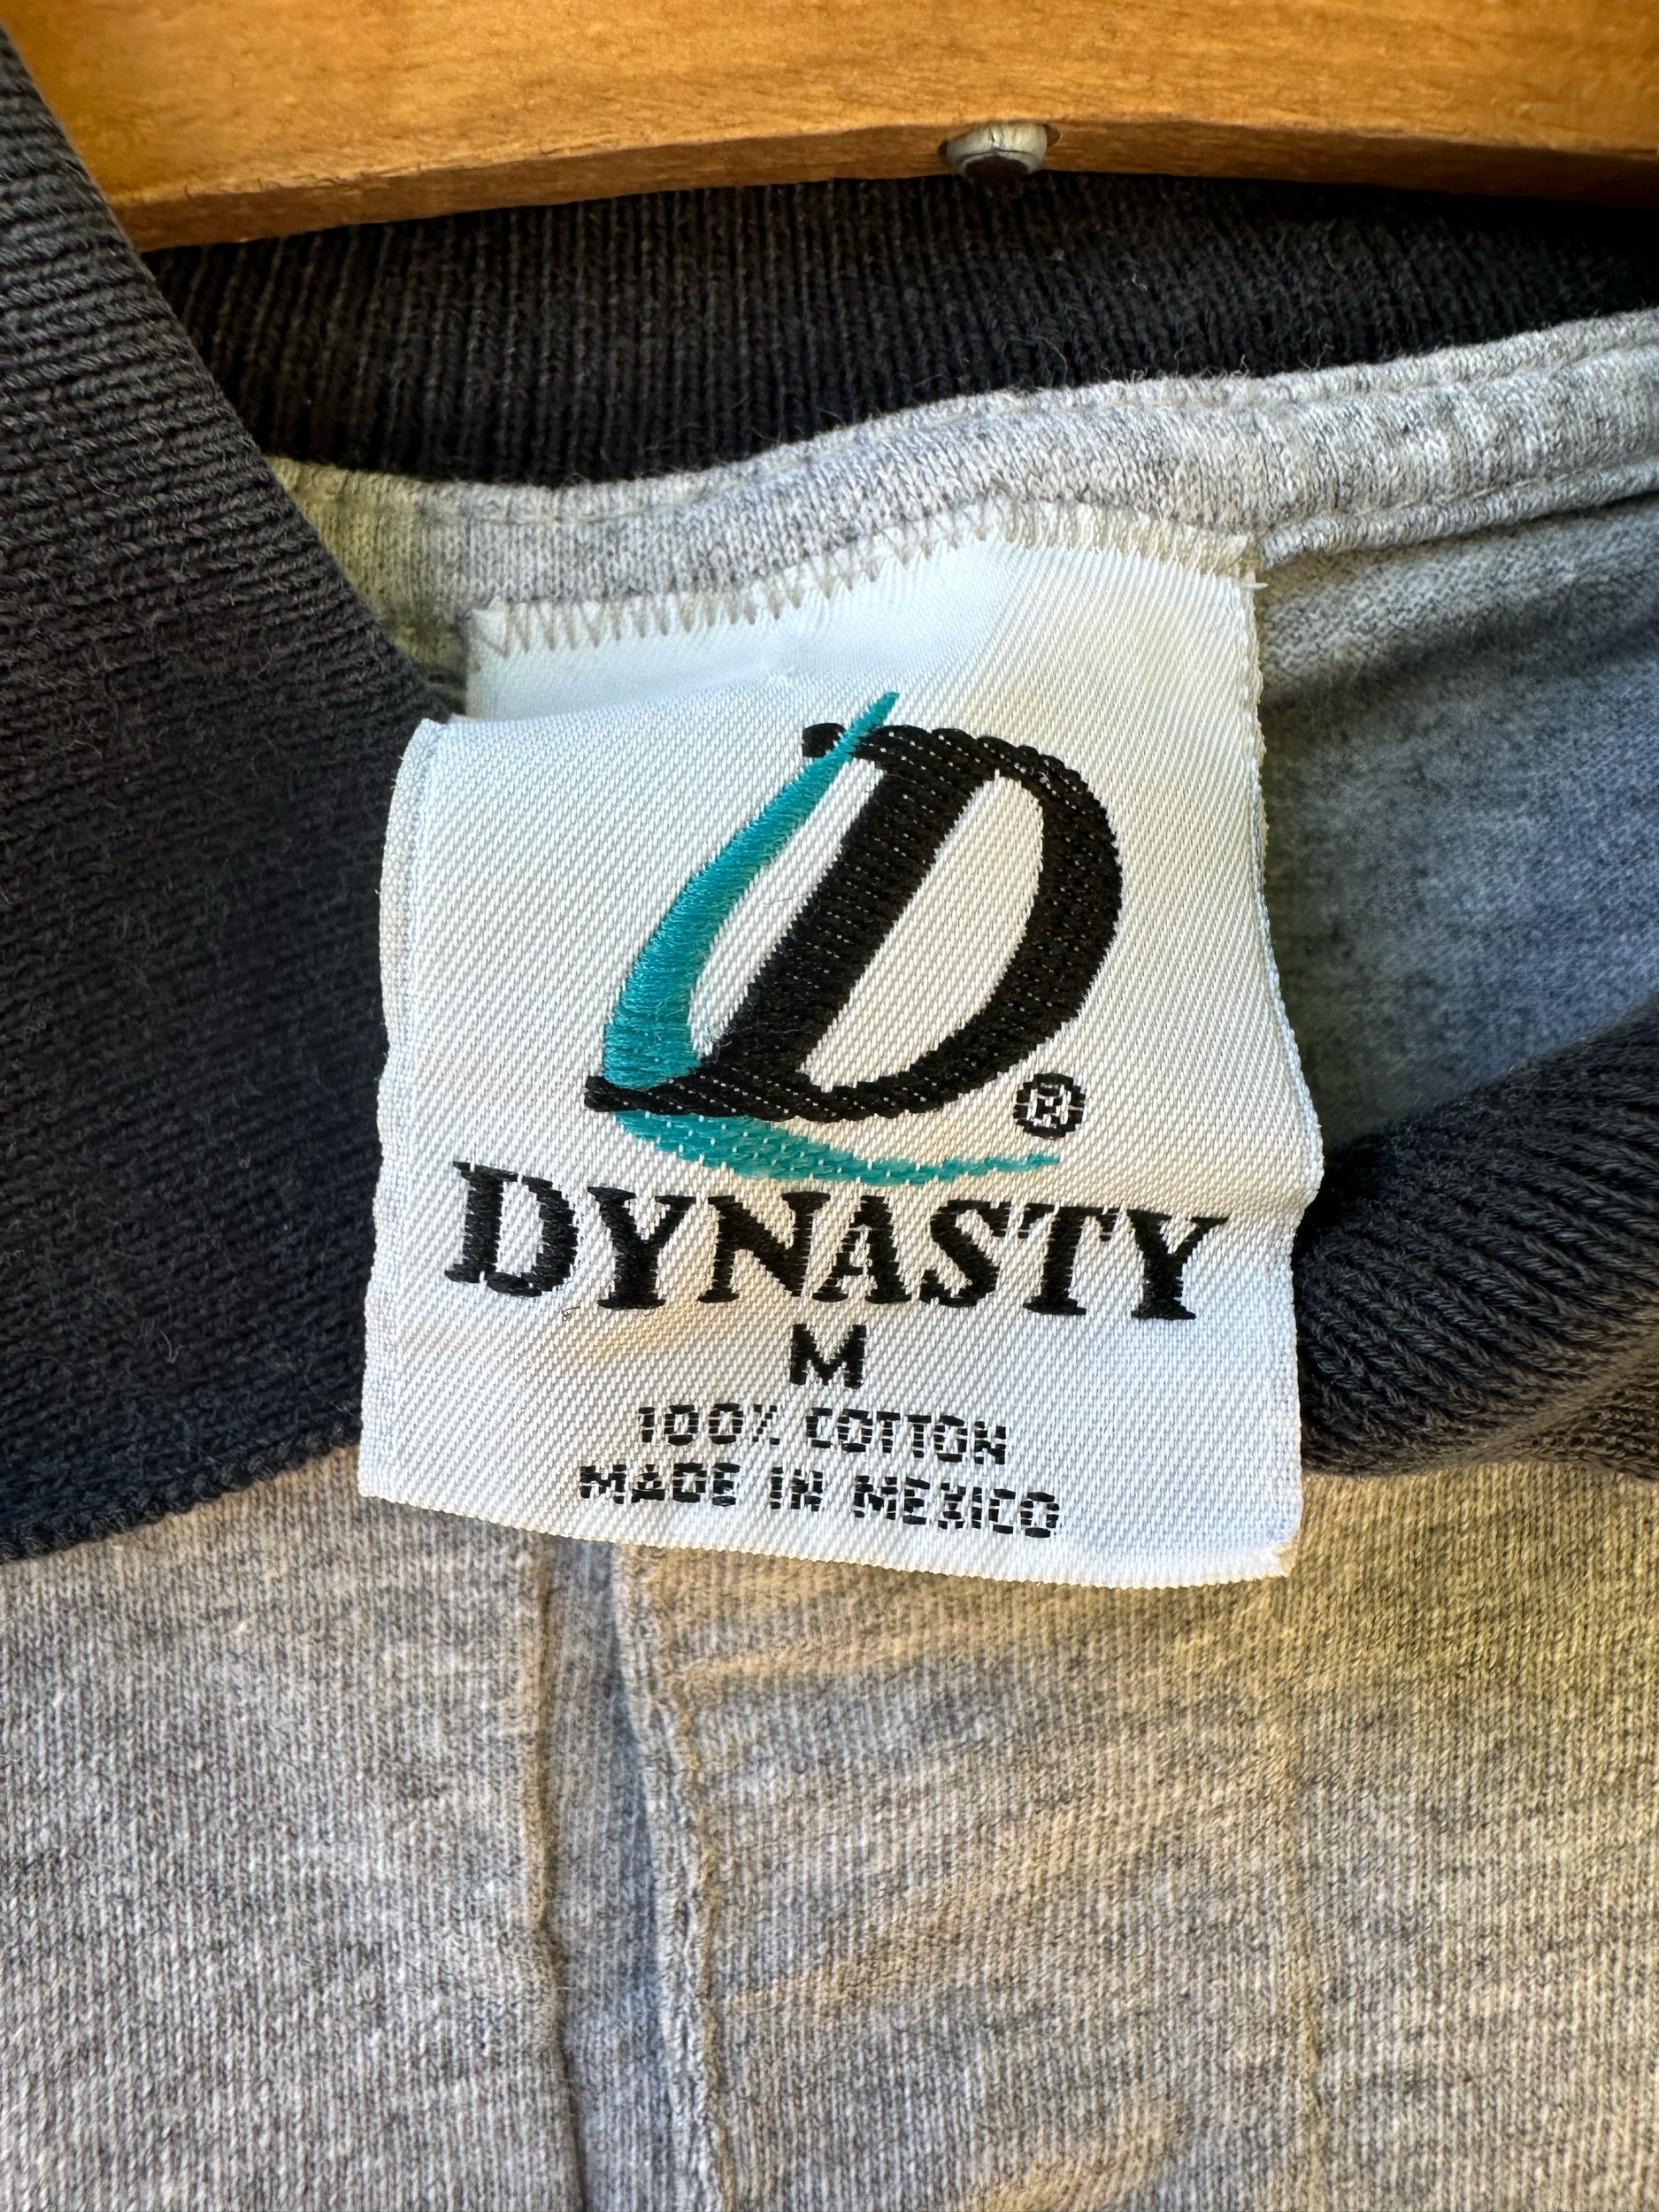 D®
DYNASTY
M
100% COTTON
MADE IN MEXICO